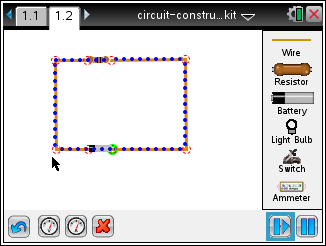 1.1
1.2
circuit-constru…kit
Wire
Resistor
Battery
Light Bulb
Switch
Ammeter